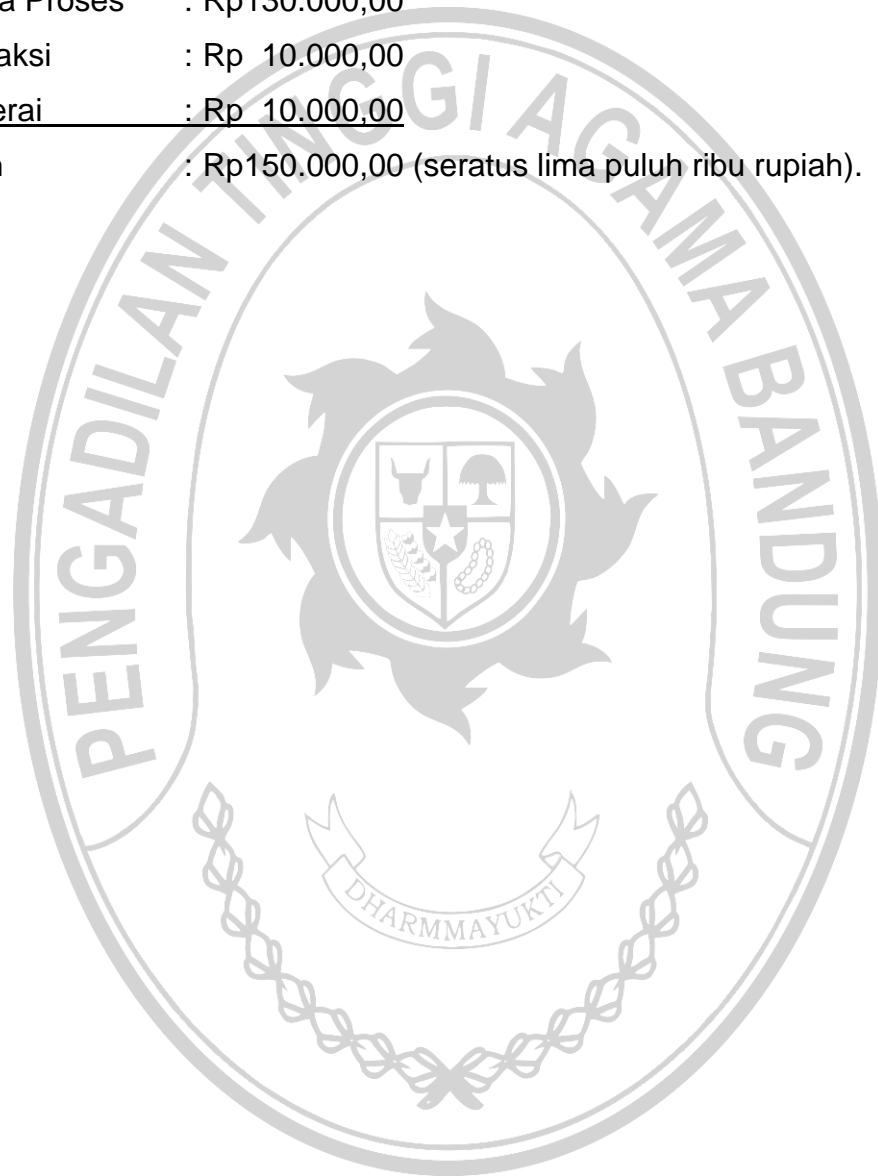 a Proses : Rp130.000,00
aksi : Rp 10.000,00
erai : Rp 10.000,00
: Rp150.000,00 (seratus lima puluh ribu rupiah).
PENGADILAN TINGGI AGAMA BANDUNG
DHARMMAYUKTI